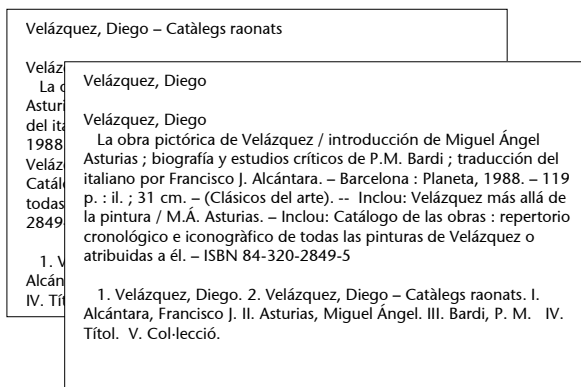 Velázquez, Diego – Catàlegs raonats
Veláz
La
Asturi
del ita
1988
Veláz
Catál
todas
2849
1. V
Alcán
IV. Tít
Velázquez, Diego
Velázquez, Diego
La obra pictórica de Velázquez / introducción de Miguel Ángel
Asturias ; biografía y estudios críticos de P.M. Bardi ; traducción del
italiano por Francisco J. Alcántara. – Barcelona : Planeta, 1988. – 119
p. : il. ; 31 cm. – (Clásicos del arte). -- Inclou: Velázquez más allá de
la pintura / M.Á. Asturias. – Inclou: Catálogo de las obras : repertorio
cronológico e iconogràfico de todas las pinturas de Velázquez o
atribuidas a él. – ISBN 84-320-2849-5
1. Velázquez, Diego. 2. Velázquez, Diego – Catàlegs raonats. I.
Alcántara, Francisco J. II. Asturias, Miguel Ángel. III. Bardi, P. M. IV.
Títol. V. Col·lecció.